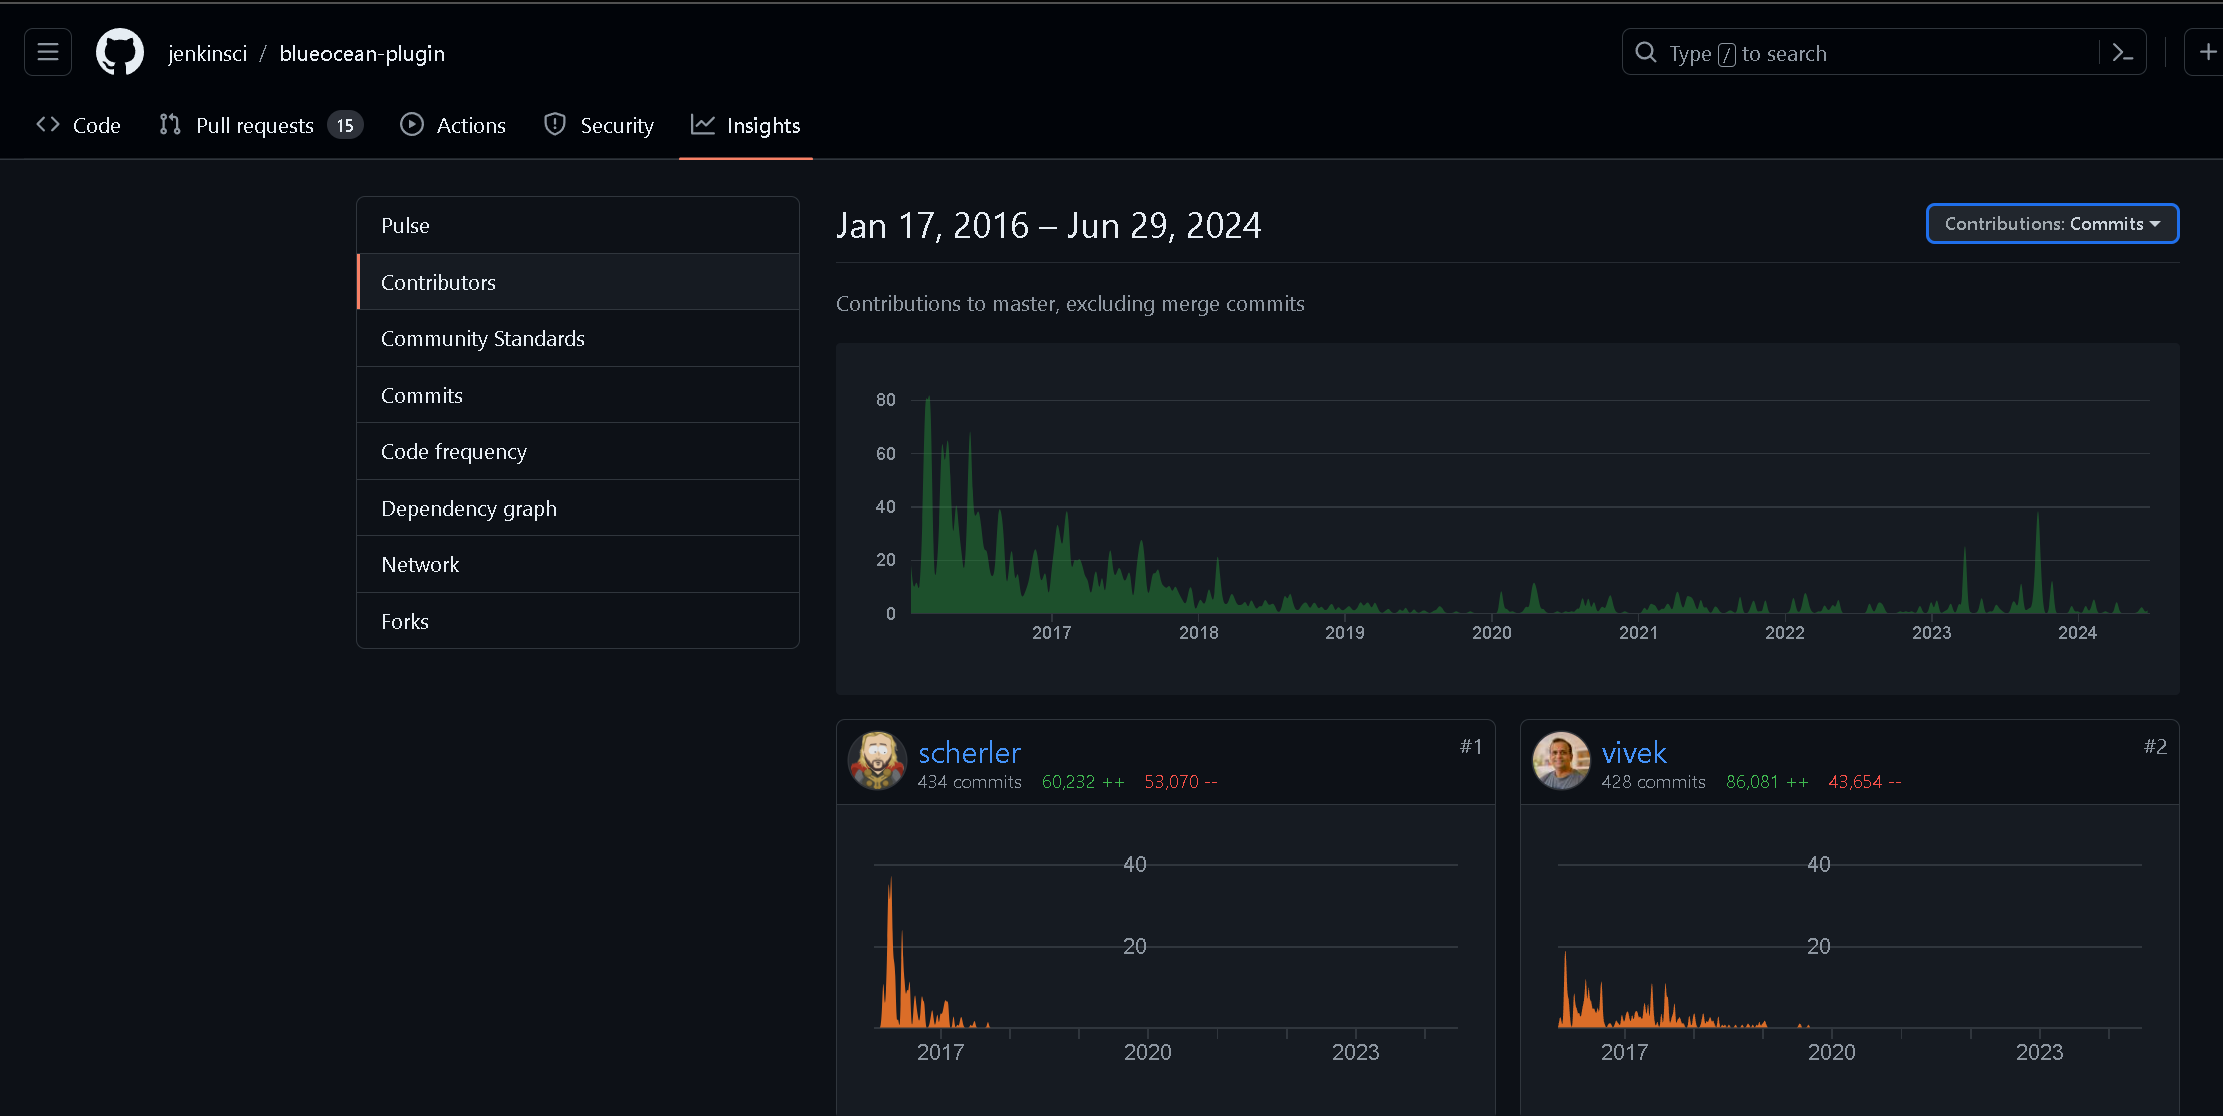 jenkinsci / blueocean-plugin
Type / to search
Code
Pull requests 15
Actions
Security
Insights
Pulse
Contributors
Community Standards
Commits
Code frequency
Dependency graph
Network
Forks
Jan 17, 2016 – Jun 29, 2024
Contributions: Commits
Contributions to master, excluding merge commits
80
60
40
20
0
2017 2018 2019 2020 2021 2022 2023 2024
scherler
#1
434 commits 60,232 ++ 53,070 --
40
20
2017 2020 2023
vivek
#2
428 commits 86,081 ++ 43,654 --
40
20
2017 2020 2023